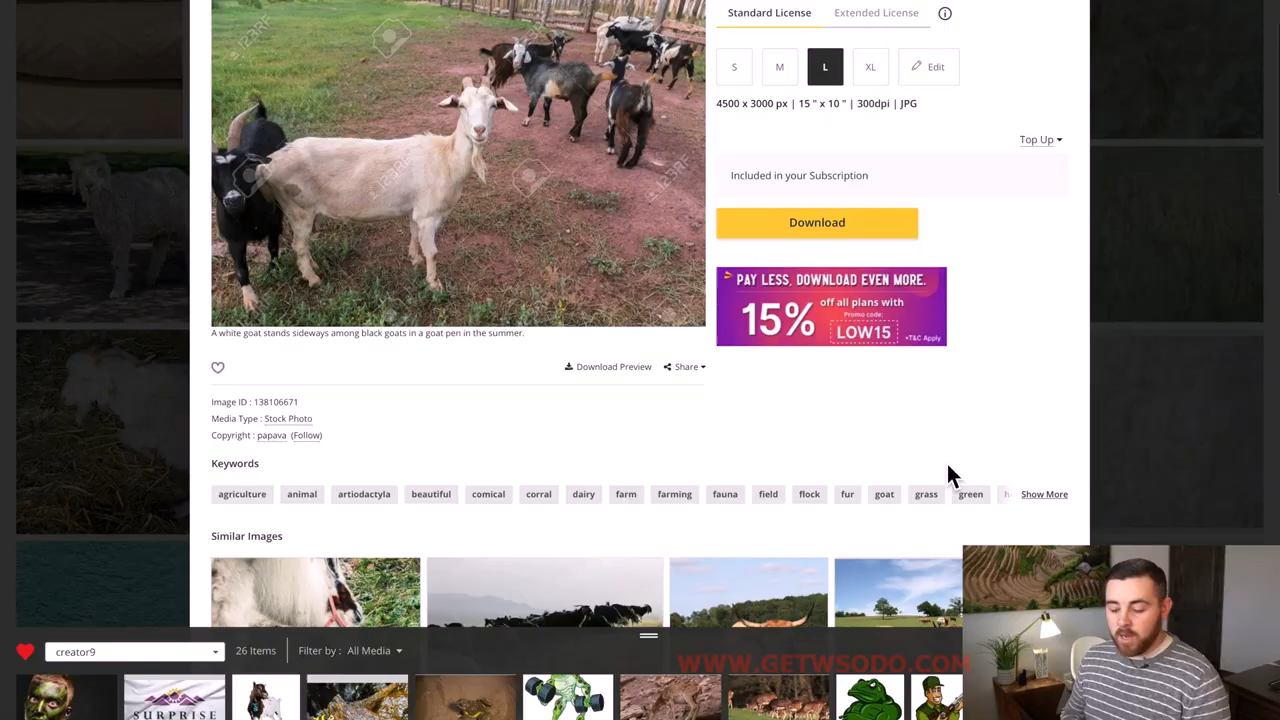 Standard License Extended License
S M L XL Edit
4500 x 3000 px | 15 " x 10 " | 300dpi | JPG
Top Up
Included in your Subscription
Download
PAY LESS, DOWNLOAD EVEN MORE.
15% off all plans with
Promo code:
LOW15
*T&C Apply
123RF
123RF
123RF
123RF
A white goat stands sideways among black goats in a goat pen in the summer.
Download Preview Share
Image ID : 138106671
Media Type : Stock Photo
Copyright : papava (Follow)
Keywords
agriculture animal artiodactyla beautiful comical corral dairy farm farming fauna field flock fur goat grass green Show More
Similar Images
creator9 26 Items Filter by : All Media
WWW.GETWSODO.COM
SURPRISE